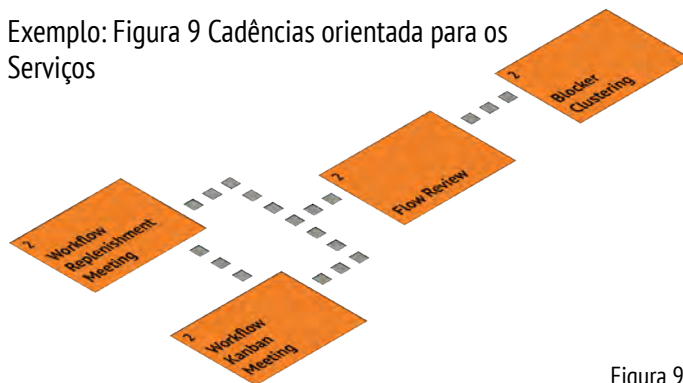 Exemplo: Figura 9 Cadências orientada para os
Serviços
2
Blocker
Clustering
2
Flow Review
2
Workflow
Replenishment
Meeting
2
Workflow
Kanban
Meeting
Figura 9